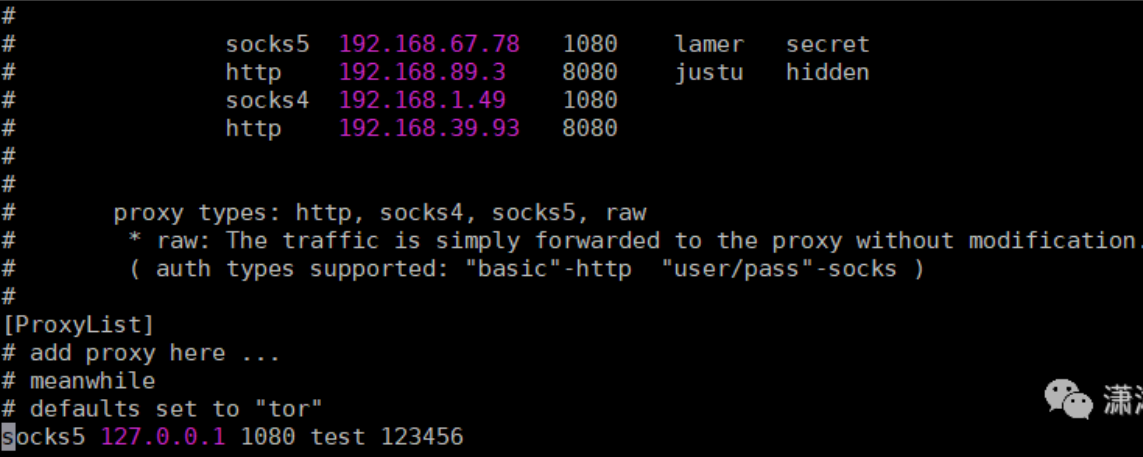 #
#               socks5  192.168.67.78   1080    lamer   secret
#               http    192.168.89.3    8080    justu   hidden
#               socks4  192.168.1.49    1080
#               http    192.168.39.93   8080
#
#
#       proxy types: http, socks4, socks5, raw
#        * raw: The traffic is simply forwarded to the proxy without modification.
#        ( auth types supported: "basic"-http  "user/pass"-socks )
#
[ProxyList]
# add proxy here ...
# meanwhile
# defaults set to "tor"
socks5 127.0.0.1 1080 test 123456
潇